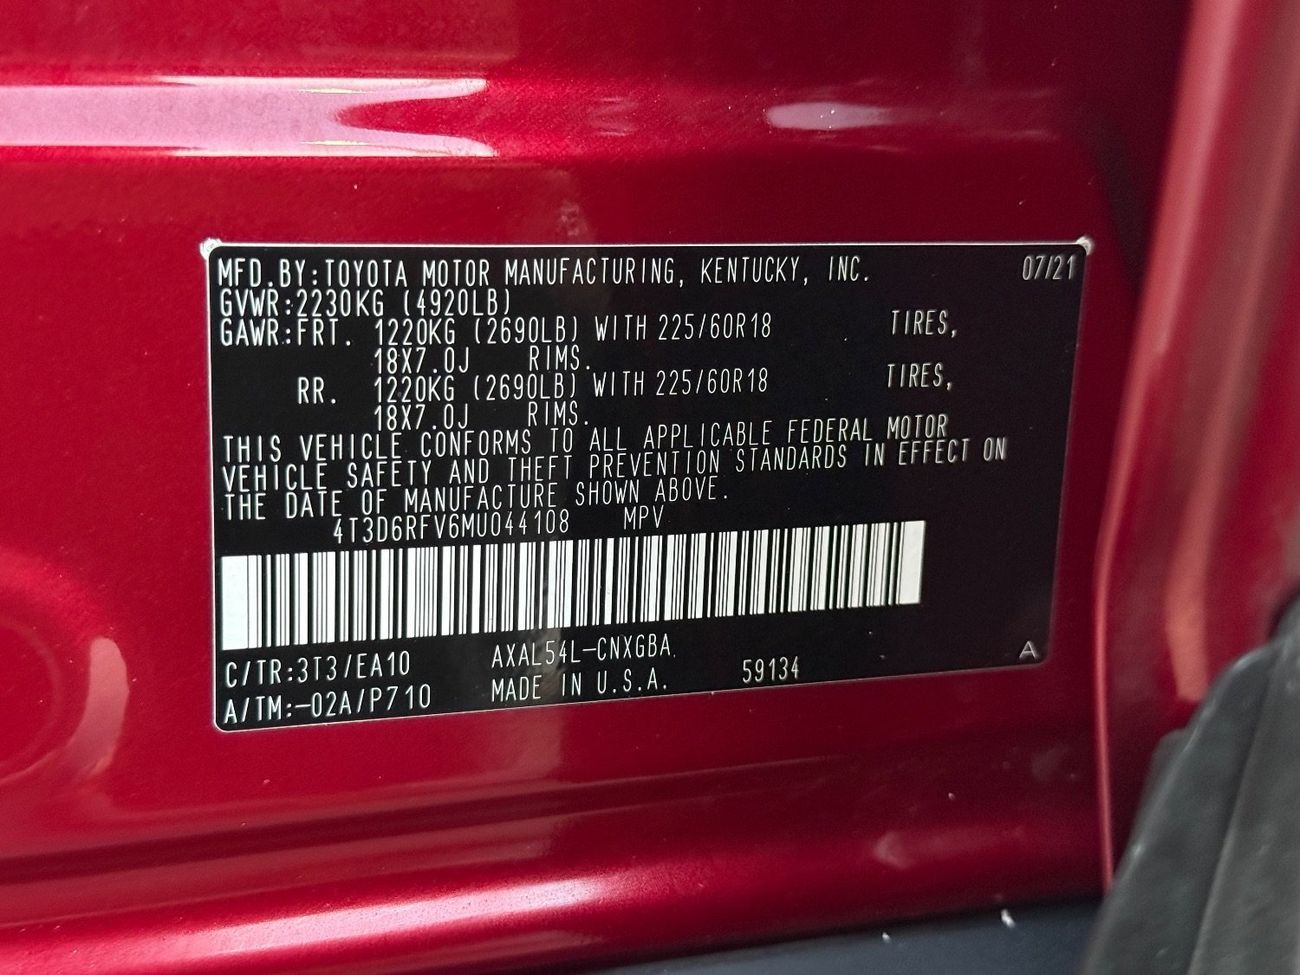 MFD.BY:TOYOTA MOTOR MANUFACTURING, KENTUCKY, INC. 07/21
GVWR:2230KG (4920LB)
GAWR:FRT. 1220KG (2690LB) WITH 225/60R18 TIRES,
18X7.0J RIMS.
RR. 1220KG (2690LB) WITH 225/60R18 TIRES,
18X7.0J RIMS.
THIS VEHICLE CONFORMS TO ALL APPLICABLE FEDERAL MOTOR
VEHICLE SAFETY AND THEFT PREVENTION STANDARDS IN EFFECT ON
THE DATE OF MANUFACTURE SHOWN ABOVE.
4T3D6RFV6MU044108 MPV
C/TR:3T3/EA10 AXAL54L-CNXGBA A
A/TM:-02A/P710 MADE IN U.S.A. 59134